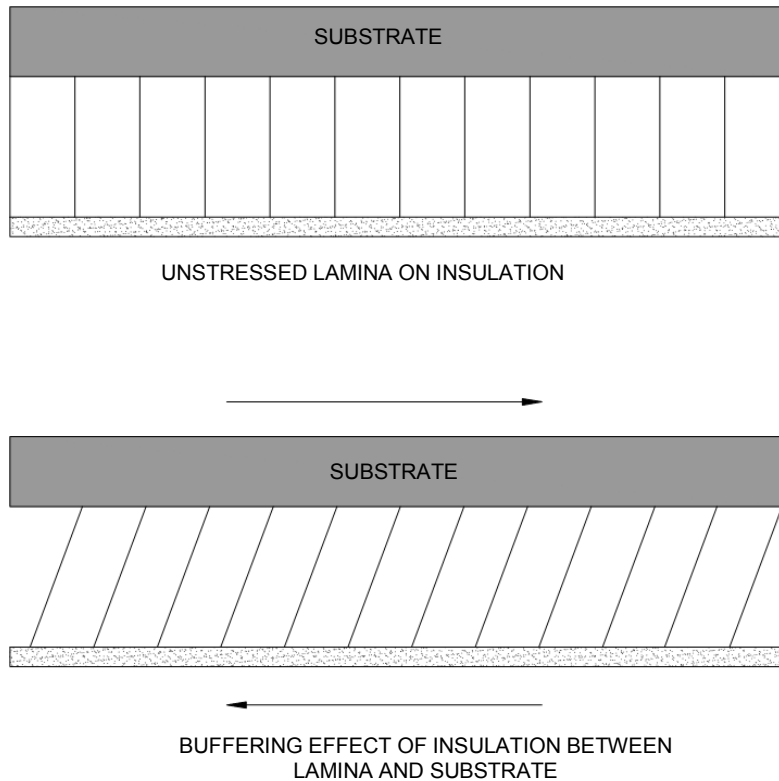 SUBSTRATE
UNSTRESSED LAMINA ON INSULATION
SUBSTRATE
BUFFERING EFFECT OF INSULATION BETWEEN
LAMINA AND SUBSTRATE